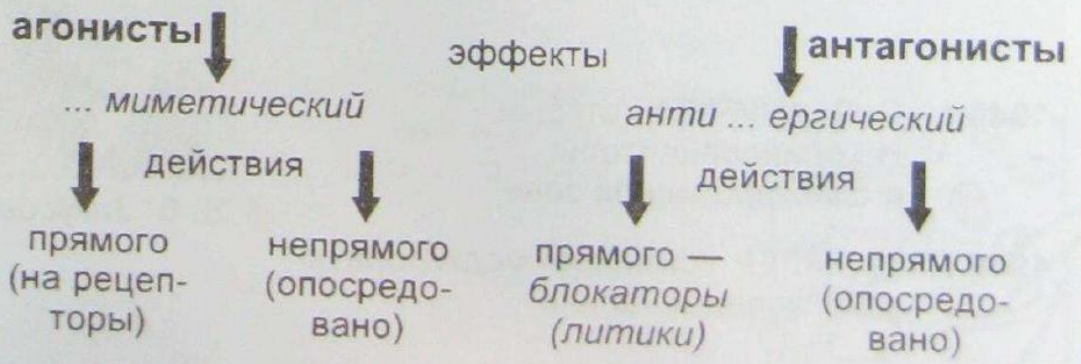 агонисты
эффекты
антагонисты
... миметический
анти ... ергический
действия
действия
прямого
(на рецеп-
торы)
непрямого
(опосредо-
вано)
прямого —
блокаторы
(литики)
непрямого
(опосредо-
вано)